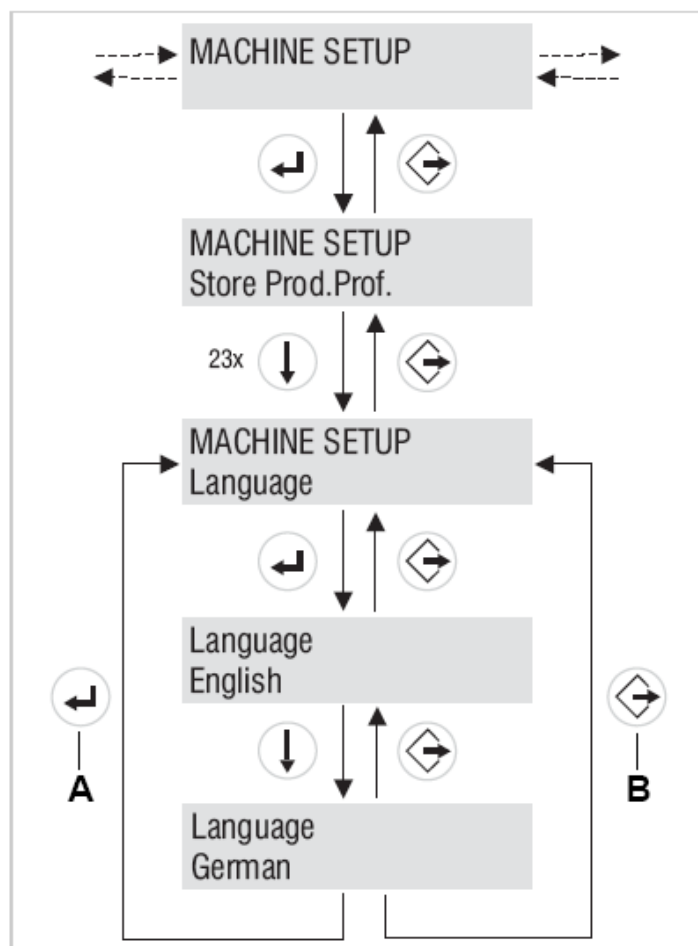 MACHINE SETUP
MACHINE SETUP
Store Prod.Prof.
23x
MACHINE SETUP
Language
Language
English
A
B
Language
German